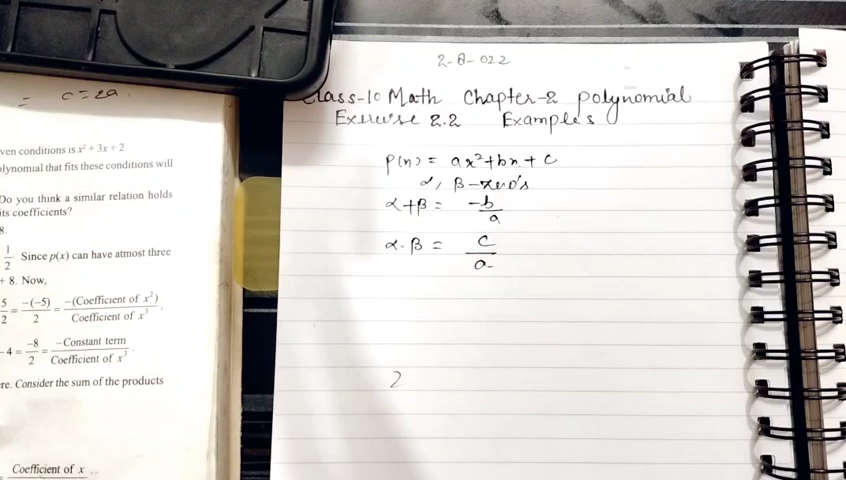 = c=2a.
ven conditions is x² + 3x + 2
olynomial that fits these conditions will
Do you think a similar relation holds
its coefficients?
8.
1/2. Since p(x) can have atmost three
+ 8. Now,
5/2 = -(-5)/2 = -(Coefficient of x²)/Coefficient of x³,
-4 = -8/2 = -Constant term/Coefficient of x³
re. Consider the sum of the products
Coefficient of x
2-8-022
Class-10 Math Chapter-2 polynomial
Exercise 2.2 Examples
P(x) = ax²+bx+c
α, β-zero's
α+β = -b/a
α·β = c/a
2